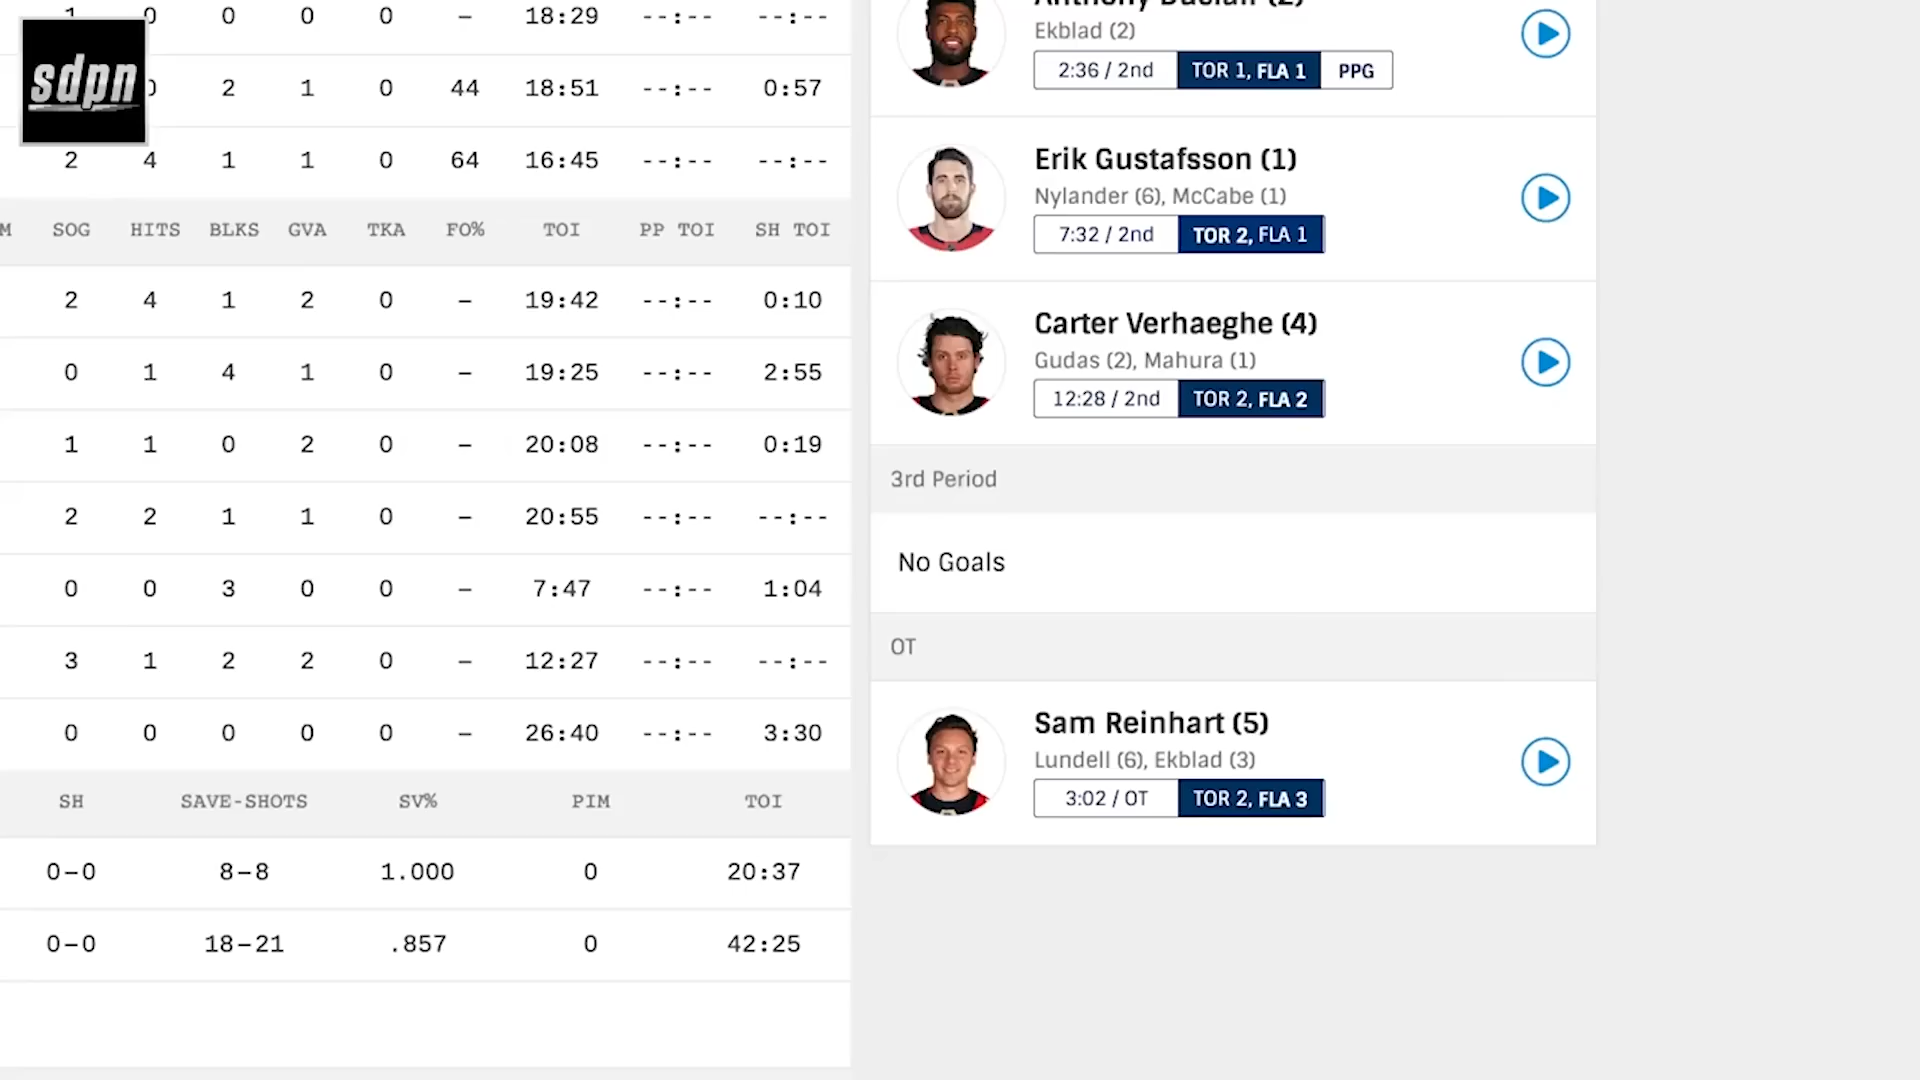 1 0 0 0 0 – 18:29 --:-- --:--
sdpn
2 1 0 44 18:51 --:-- 0:57
2 4 1 1 0 64 16:45 --:-- --:--
M SOG HITS BLKS GVA TKA FO% TOI PP TOI SH TOI
2 4 1 2 0 – 19:42 --:-- 0:10
0 1 4 1 0 – 19:25 --:-- 2:55
1 1 0 2 0 – 20:08 --:-- 0:19
2 2 1 1 0 – 20:55 --:-- --:--
0 0 3 0 0 – 7:47 --:-- 1:04
3 1 2 2 0 – 12:27 --:-- --:--
0 0 0 0 0 – 26:40 --:-- 3:30
SH SAVE-SHOTS SV% PIM TOI
0-0 8-8 1.000 0 20:37
0-0 18-21 .857 0 42:25
Ekblad (2)
2:36 / 2nd TOR 1, FLA 1 PPG
Erik Gustafsson (1)
Nylander (6), McCabe (1)
7:32 / 2nd TOR 2, FLA 1
Carter Verhaeghe (4)
Gudas (2), Mahura (1)
12:28 / 2nd TOR 2, FLA 2
3rd Period
No Goals
OT
Sam Reinhart (5)
Lundell (6), Ekblad (3)
3:02 / OT TOR 2, FLA 3